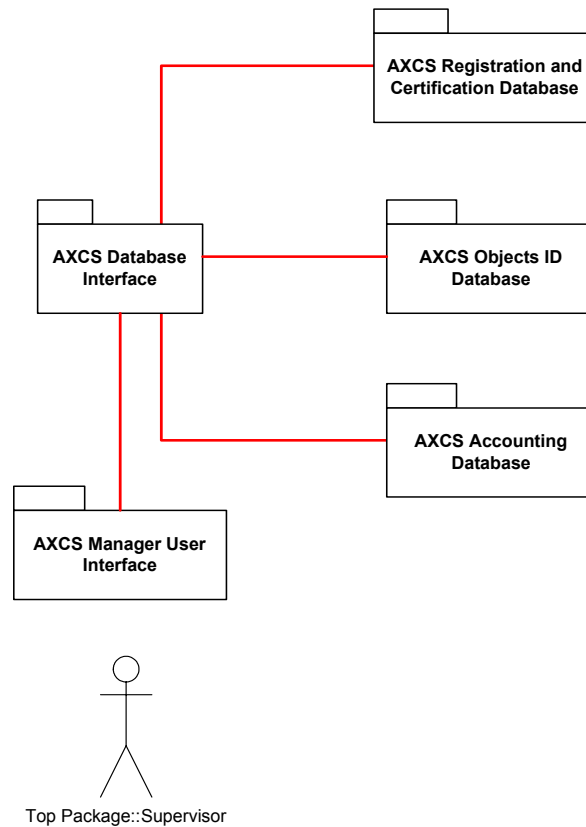 AXCS Registration and
Certification Database
AXCS Database
Interface
AXCS Objects ID
Database
AXCS Accounting
Database
AXCS Manager User
Interface
Top Package::Supervisor